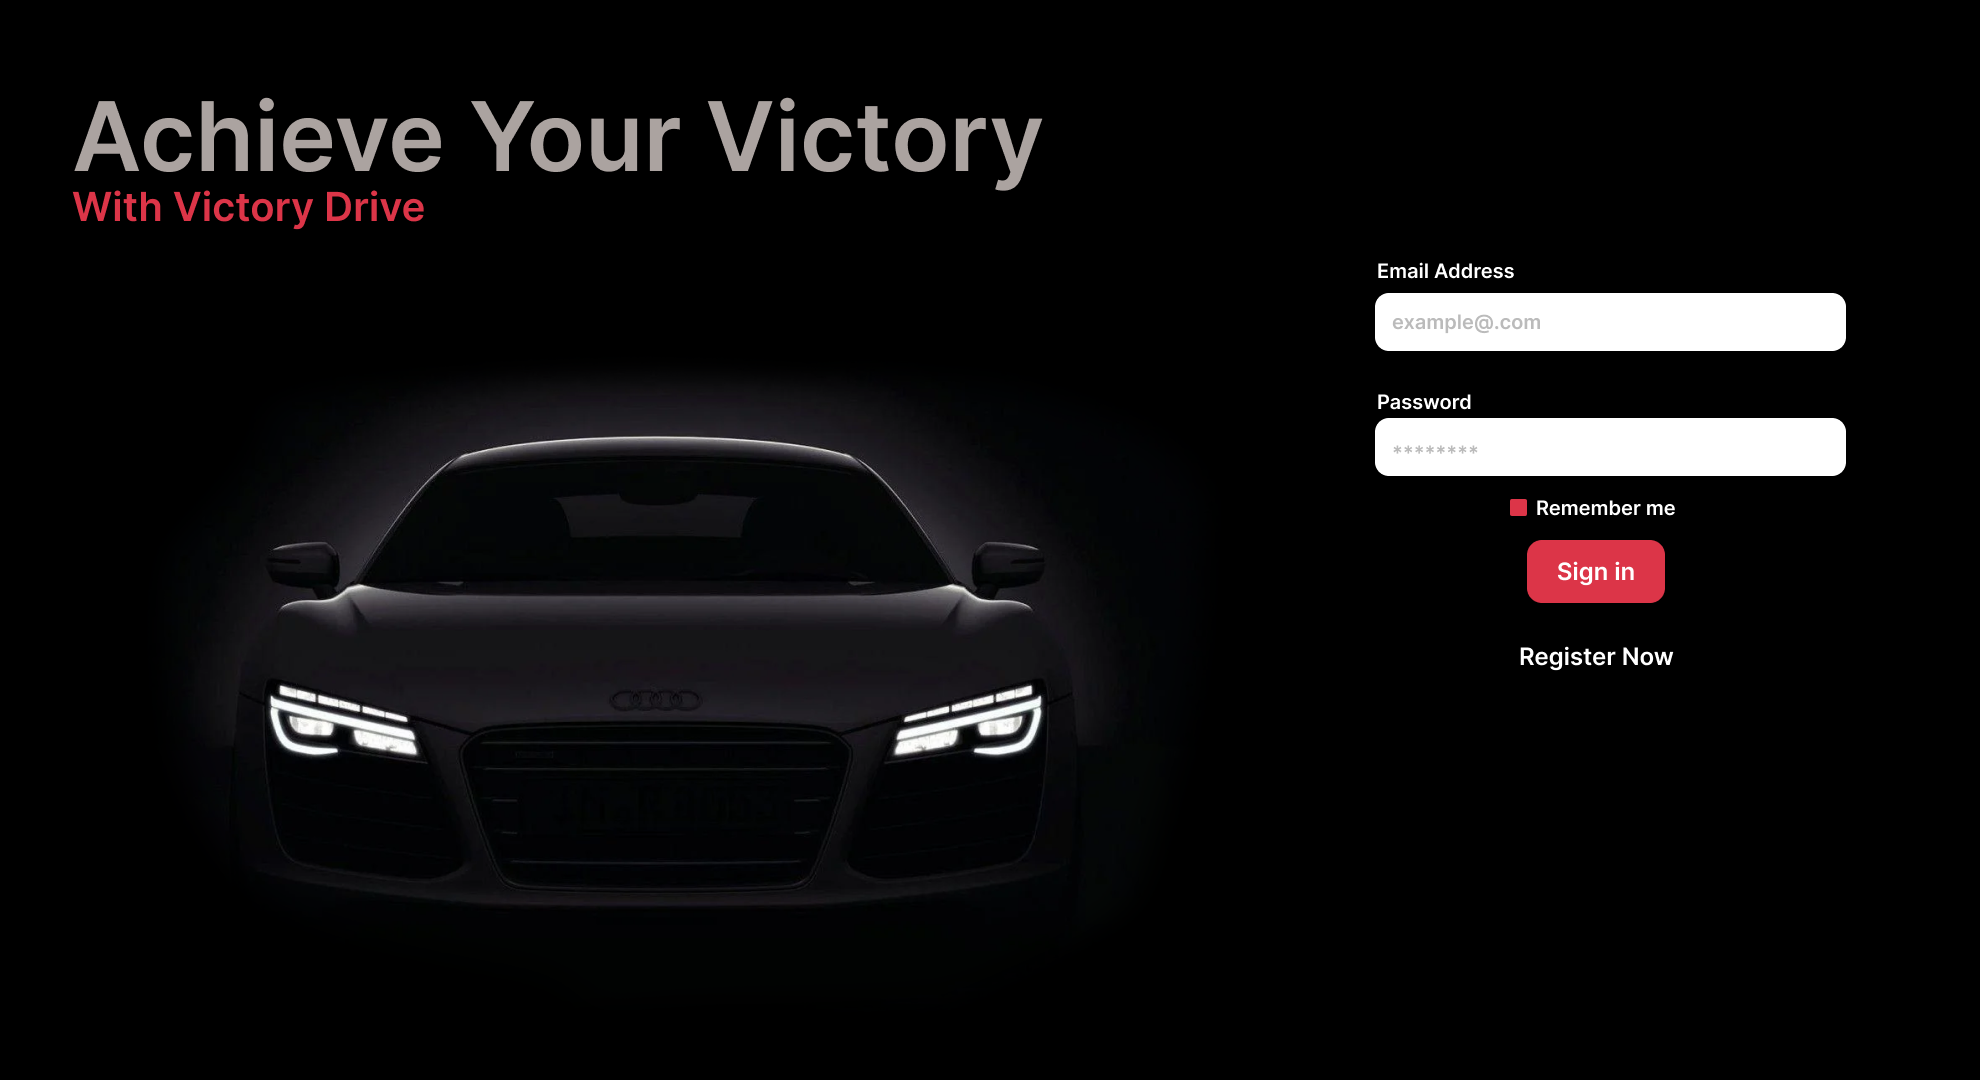 Achieve Your Victory
With Victory Drive
Email Address
example@.com
Password
********
Remember me
Sign in
Register Now